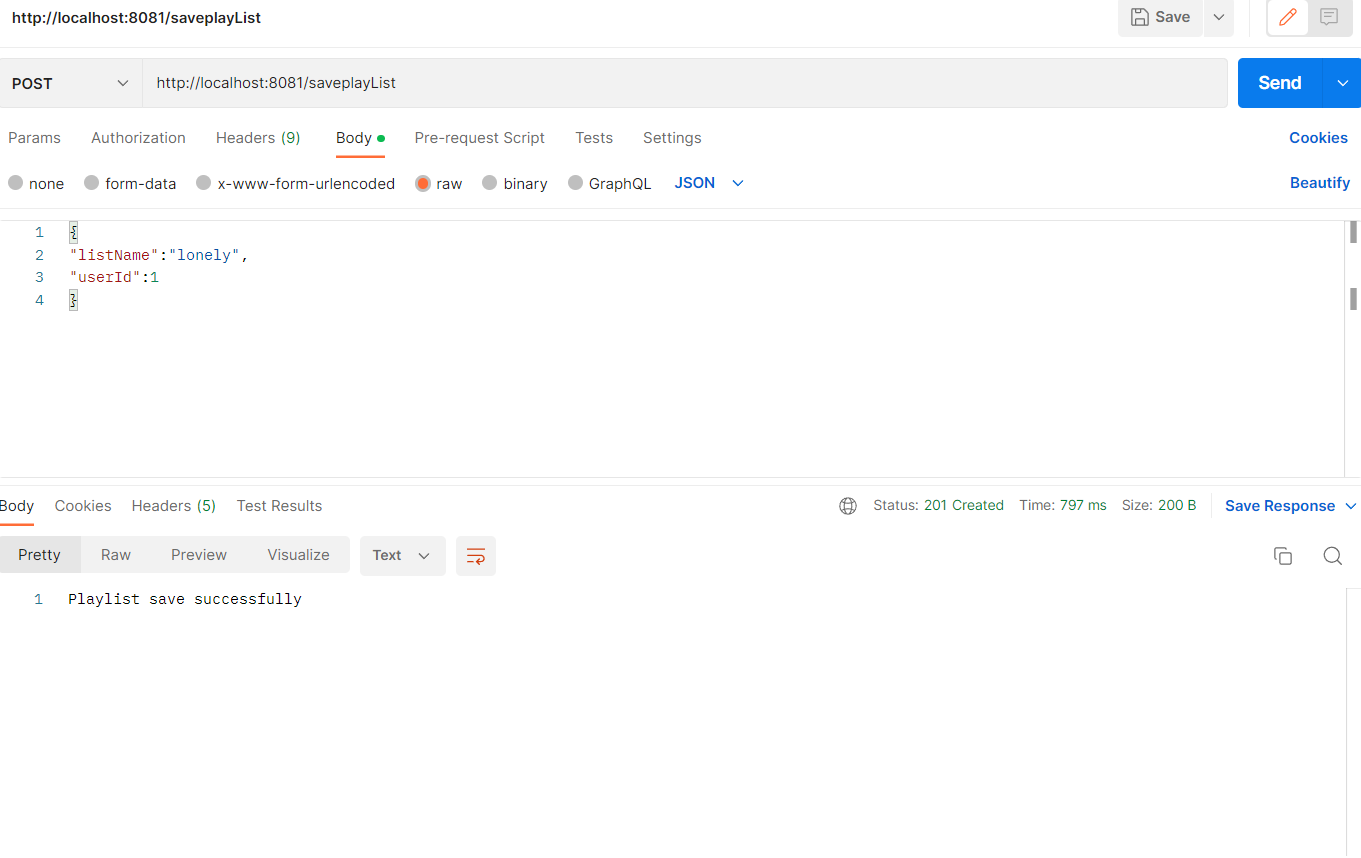 http://localhost:8081/saveplayList
Save
POST
http://localhost:8081/saveplayList
Send
Params Authorization Headers (9) Body Pre-request Script Tests Settings Cookies
none form-data x-www-form-urlencoded raw binary GraphQL JSON Beautify
1 {
2 "listName":"lonely",
3 "userId":1
4 }
Body Cookies Headers (5) Test Results Status: 201 Created Time: 797 ms Size: 200 B Save Response
Pretty Raw Preview Visualize Text
1 Playlist save successfully